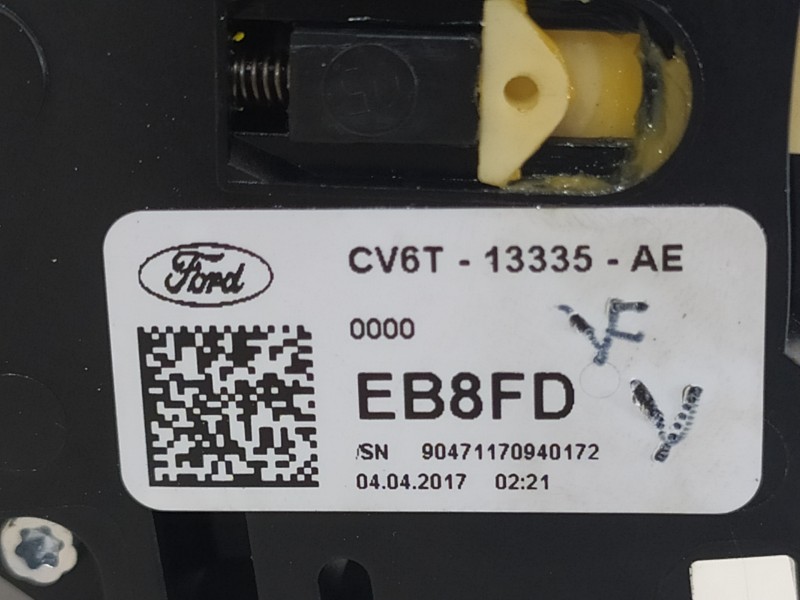 Ford
CV6T - 13335 - AE
0000
EB8FD
/SN 90471170940172
04.04.2017 02:21